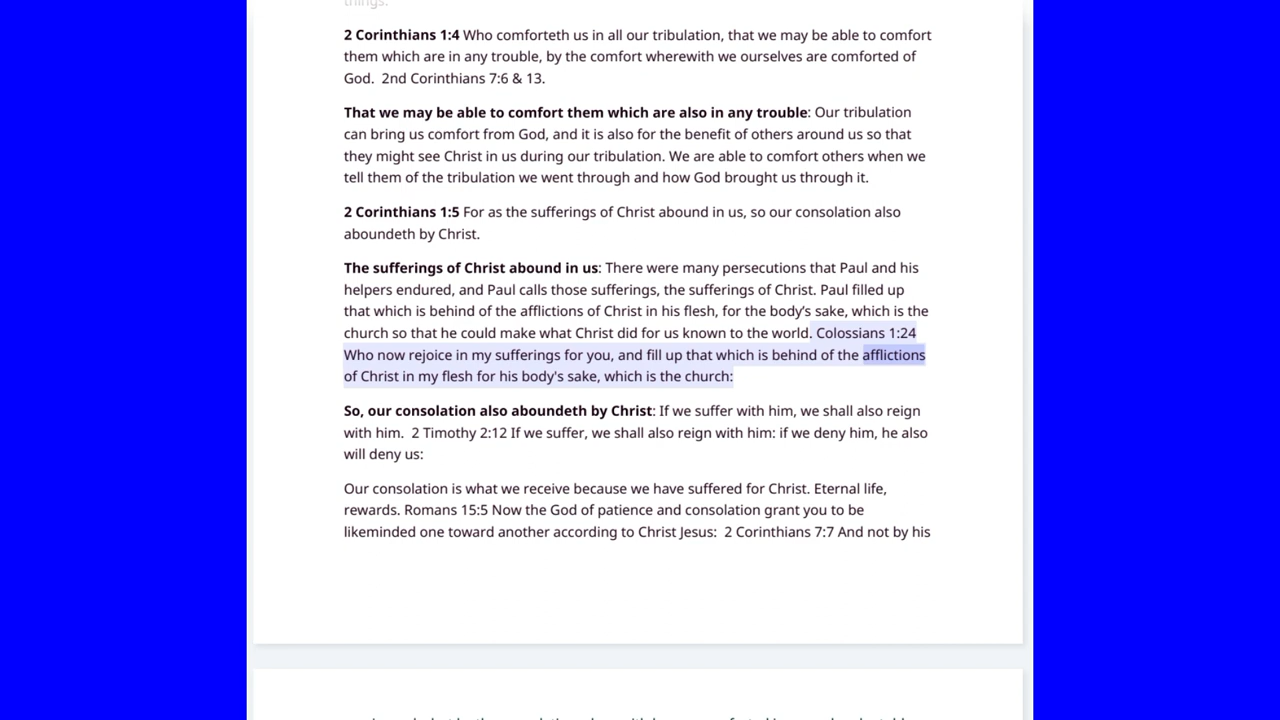 things.
2 Corinthians 1:4 Who comforteth us in all our tribulation, that we may be able to comfort
them which are in any trouble, by the comfort wherewith we ourselves are comforted of
God.  2nd Corinthians 7:6 & 13.
That we may be able to comfort them which are also in any trouble: Our tribulation
can bring us comfort from God, and it is also for the benefit of others around us so that
they might see Christ in us during our tribulation. We are able to comfort others when we
tell them of the tribulation we went through and how God brought us through it.
2 Corinthians 1:5 For as the sufferings of Christ abound in us, so our consolation also
aboundeth by Christ.
The sufferings of Christ abound in us: There were many persecutions that Paul and his
helpers endured, and Paul calls those sufferings, the sufferings of Christ. Paul filled up
that which is behind of the afflictions of Christ in his flesh, for the body’s sake, which is the
church so that he could make what Christ did for us known to the world. Colossians 1:24
Who now rejoice in my sufferings for you, and fill up that which is behind of the afflictions
of Christ in my flesh for his body's sake, which is the church:
So, our consolation also aboundeth by Christ: If we suffer with him, we shall also reign
with him.  2 Timothy 2:12 If we suffer, we shall also reign with him: if we deny him, he also
will deny us:
Our consolation is what we receive because we have suffered for Christ. Eternal life,
rewards. Romans 15:5 Now the God of patience and consolation grant you to be
likeminded one toward another according to Christ Jesus:  2 Corinthians 7:7 And not by his